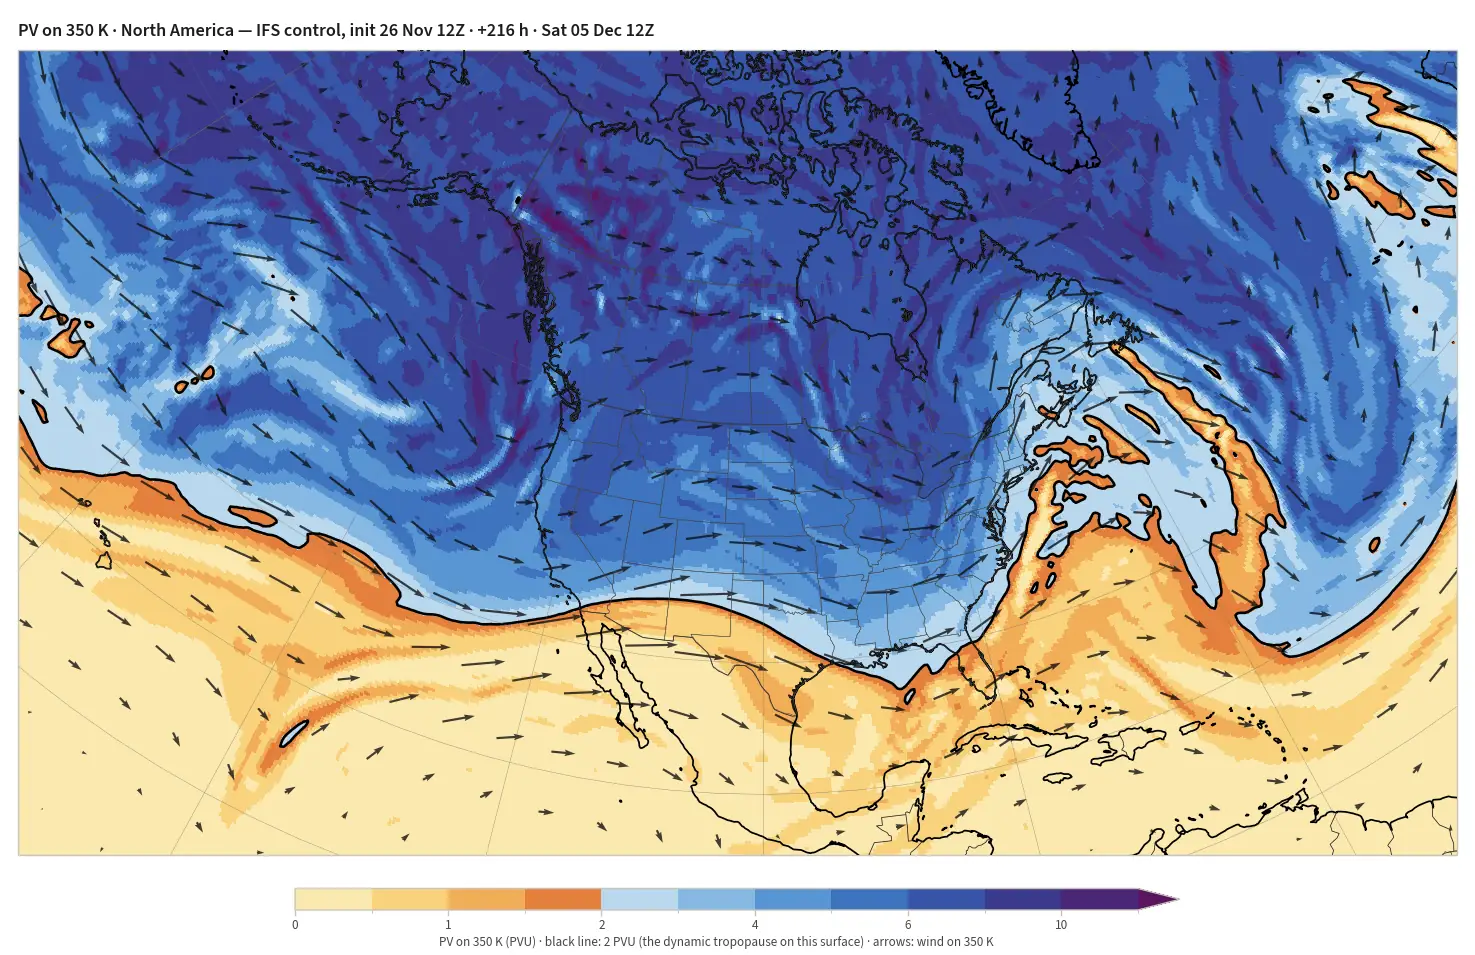 PV on 350 K · North America — IFS control, init 26 Nov 12Z · +216 h · Sat 05 Dec 12Z
0 1 2 4 6 10
PV on 350 K (PVU) · black line: 2 PVU (the dynamic tropopause on this surface) · arrows: wind on 350 K